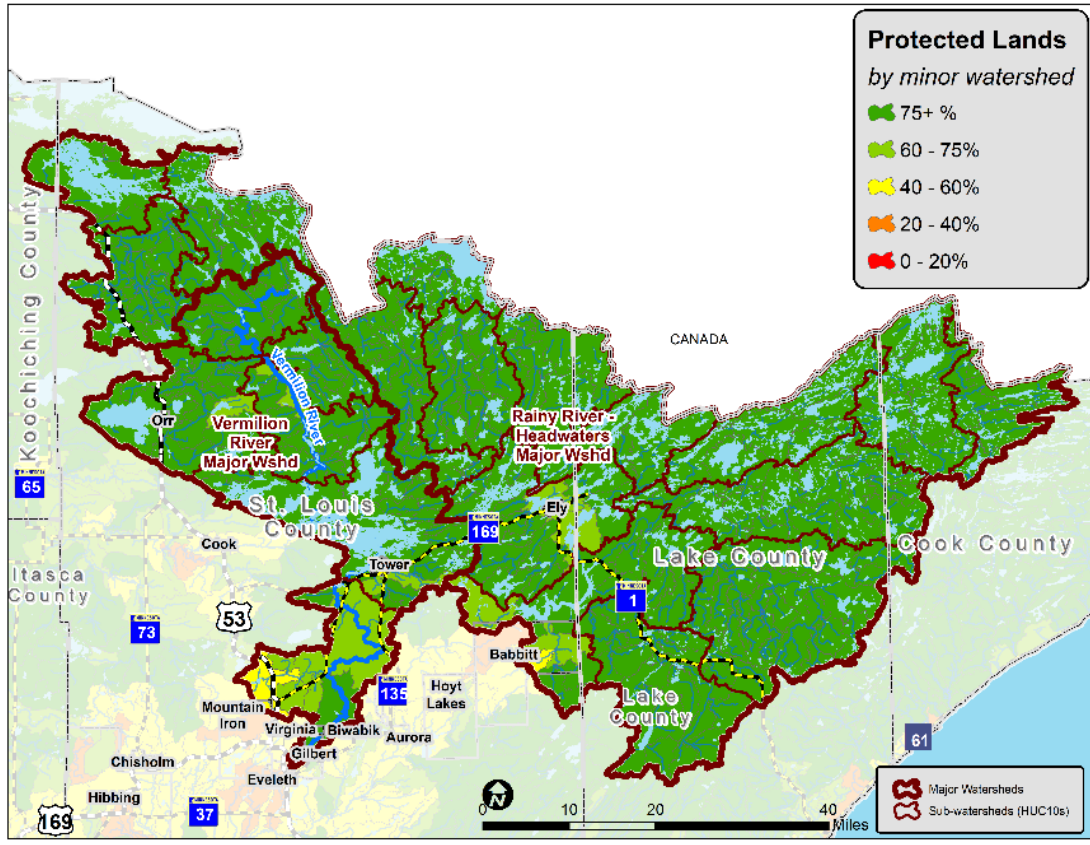 Protected Lands
by minor watershed
75+ %
60 - 75%
40 - 60%
20 - 40%
0 - 20%
CANADA
Koochiching County
Vermilion River
Orr
Vermilion
River
Major Wshd
Rainy River -
Headwaters
Major Wshd
65
St. Louis
County
Ely
169
Cook
Tower
Lake County
Cook County
Itasca
County
53
1
73
Babbitt
135
Hoyt
Lakes
Lake
County
Mountain
Iron
Virginia
Biwabik
Aurora
Gilbert
61
Chisholm
Eveleth
Hibbing
37
169
N
0
10
20
40
Miles
Major Watersheds
Sub-watersheds (HUC10s)